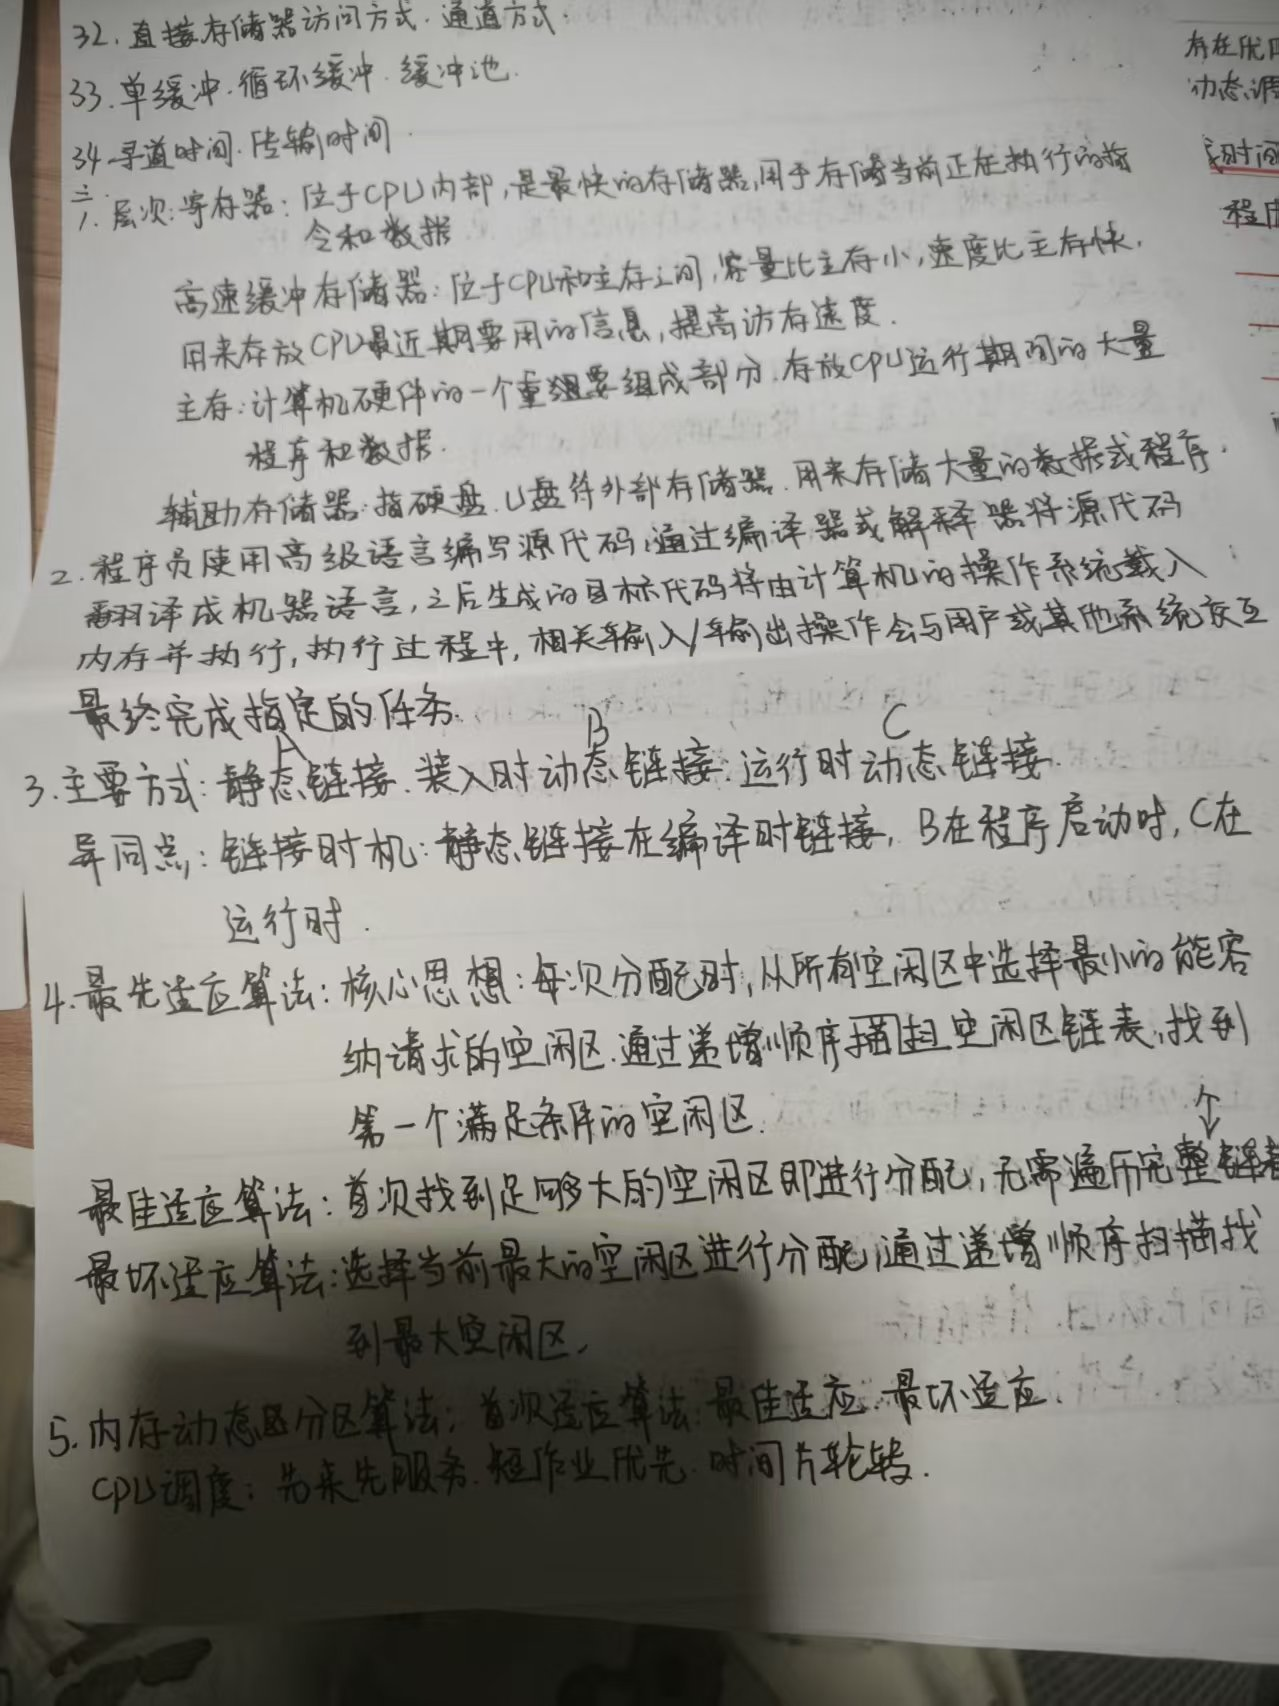 32. 直接存储器访问方式. 通道方式.
33. 单缓冲. 循环缓冲. 缓冲池.
34. 寻道时间. 传输时间.
三
1. 层次: 寄存器: 位于CPU内部,是最快的存储器,用于存储当前正在执行的指
令和数据
高速缓冲存储器: 位于CPU和主存之间,容量比主存小,速度比主存快.
用来存放CPU最近期要用的信息,提高访存速度.
主存:计算机硬件的一个重要组成部分.存放CPU运行期间的大量
程序和数据.
辅助存储器:指硬盘.U盘等外部存储器.用来存储大量的数据或程序.
2. 程序员使用高级语言编写源代码,通过编译器或解释器将源代码
翻译成机器语言,之后生成的目标代码将由计算机的操作系统载入
内存并执行,执行过程中,相关输入/输出操作会与用户或其他系统交互
最终完成指定的任务.
A B C
3. 主要方式: 静态链接. 装入时动态链接. 运行时动态链接.
异同点: 链接时机: 静态链接在编译时链接, B在程序启动时, C在
运行时.
4. 最先适应算法: 核心思想: 每次分配时,从所有空闲区中选择最小的能容
纳请求的空闲区.通过递增顺序扫描空闲区链表,找到
第一个满足条件的空闲区.
最佳适应算法: 首次找到足够大的空闲区即进行分配,无需遍历完整链表
最坏适应算法:选择当前最大的空闲区进行分配,通过递增顺序扫描找
到最大空闲区.
5. 内存动态分区算法: 首次适应算法. 最佳适应. 最坏适应.
CPU调度: 先来先服务. 短作业优先. 时间片轮转.
存在优
动态调
时间
程序